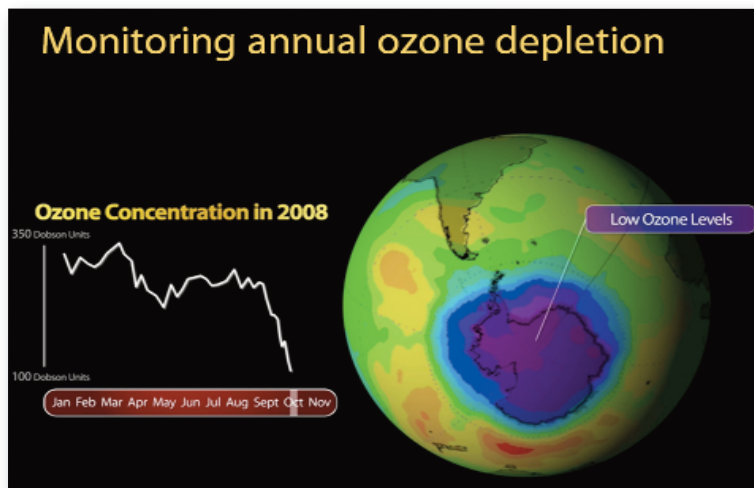 Monitoring annual ozone depletion
Ozone Concentration in 2008
350 Dobson Units
100 Dobson Units
Jan Feb Mar Apr May Jun Jul Aug Sept Oct Nov
Low Ozone Levels